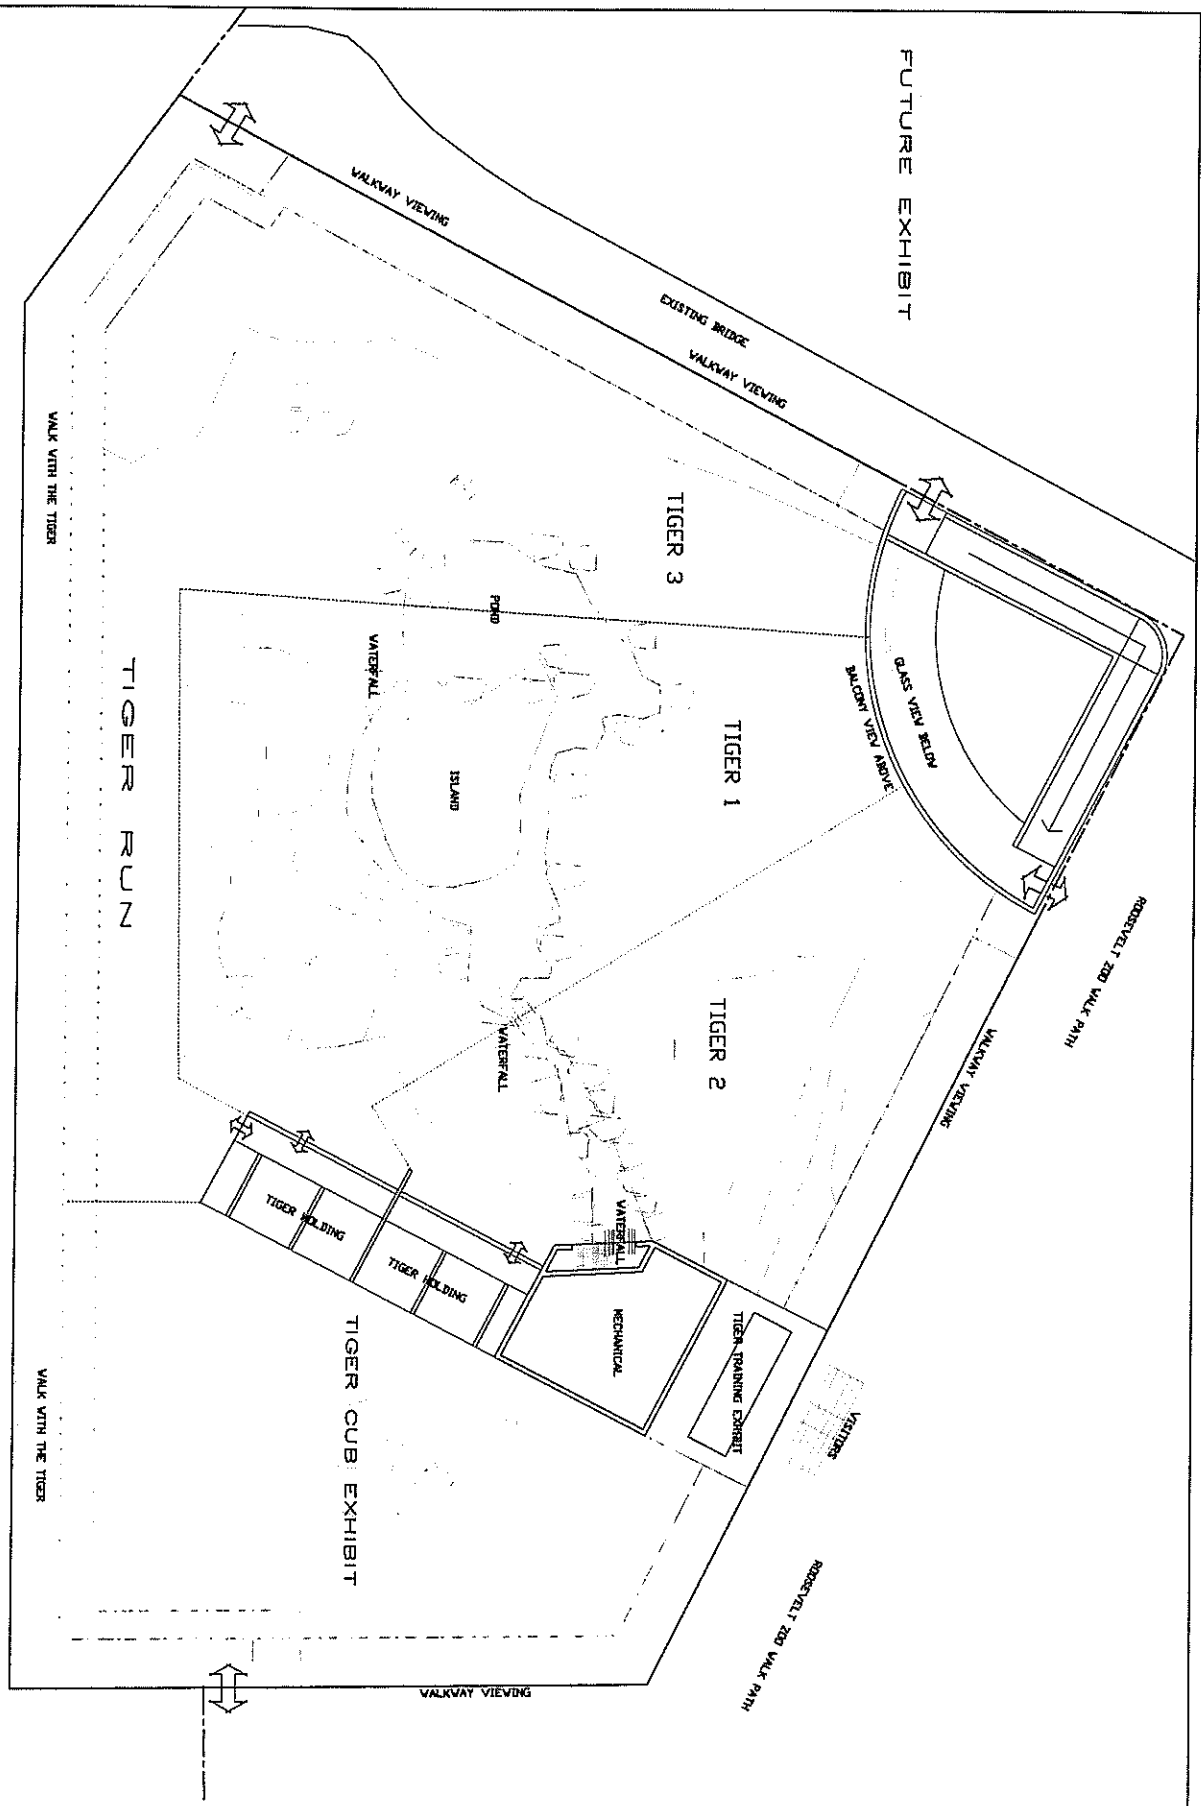 FUTURE EXHIBIT
WALKWAY VIEWING
EXISTING BRIDGE
WALKWAY VIEWING
ROOSEVELT ZOO WALK PATH
GLASS VIEW BELOW
BALCONY VIEW ABOVE
WALKWAY VIEWING
TIGER 3
TIGER 1
TIGER 2
POND
WATERFALL
ISLAND
WATERFALL
WATERFALL
MECHANICAL
TIGER TRAINING EXHIBIT
VISITORS
ROOSEVELT ZOO WALK PATH
TIGER HOLDING
TIGER HOLDING
TIGER CUB EXHIBIT
WALKWAY VIEWING
TIGER RUN
WALK WITH THE TIGER
WALK WITH THE TIGER